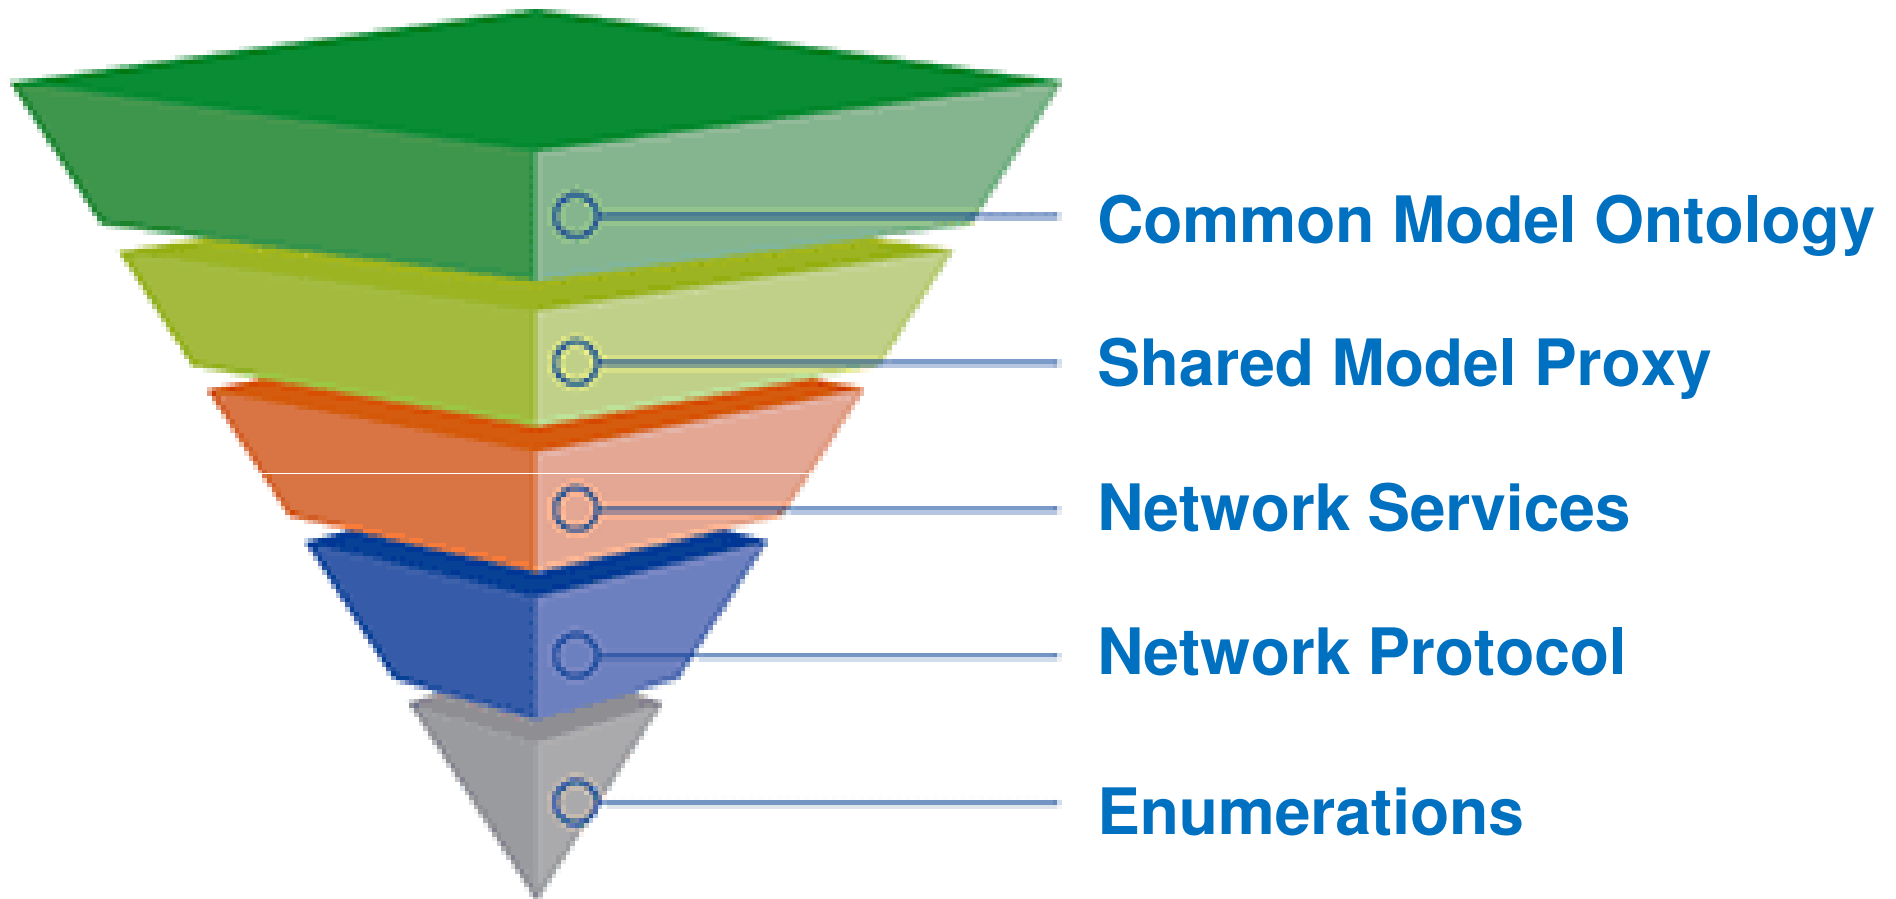 Common Model Ontology
Shared Model Proxy
Network Services
Network Protocol
Enumerations